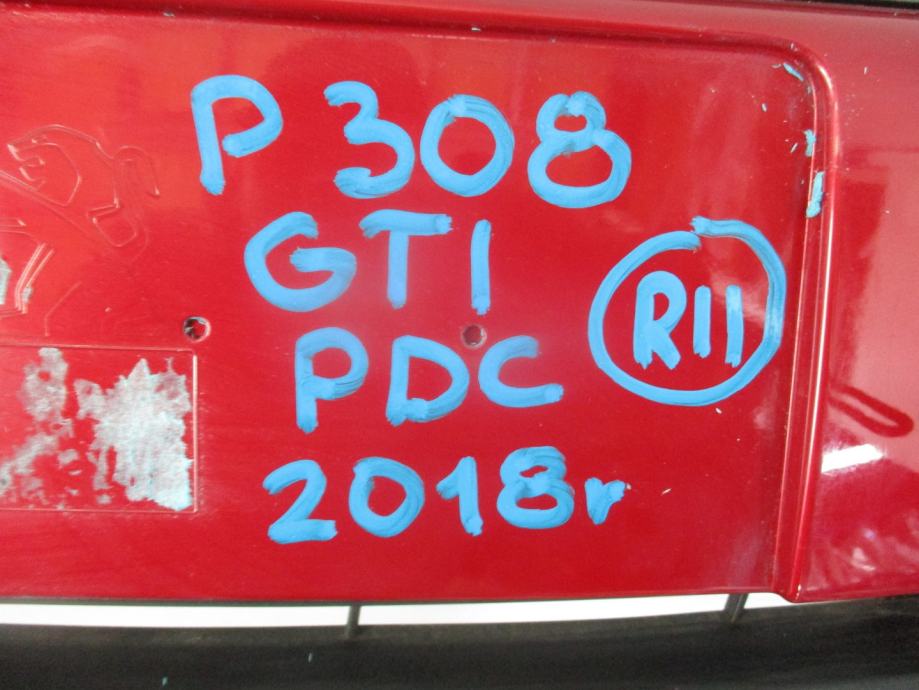 P 308
GTI
R11
PDC
2018r